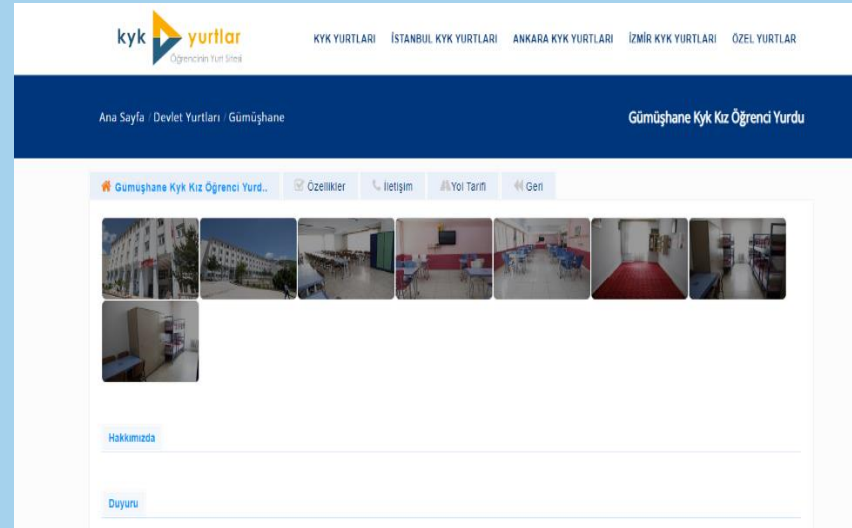 kyk yurtlar
Öğrencinin Yurt Sitesi
KYK YURTLARI İSTANBUL KYK YURTLARI ANKARA KYK YURTLARI İZMİR KYK YURTLARI ÖZEL YURTLAR
Ana Sayfa / Devlet Yurtları / Gümüşhane
Gümüşhane Kyk Kız Öğrenci Yurdu
Gümüşhane Kyk Kız Öğrenci Yurd..
Özellikler
İletişim
Yol Tarifi
Geri
Hakkımızda
Duyuru